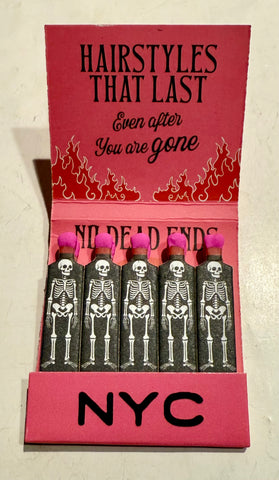 HAIRSTYLES
THAT LAST
Even after
You are gone
NO DEAD ENDS
NYC